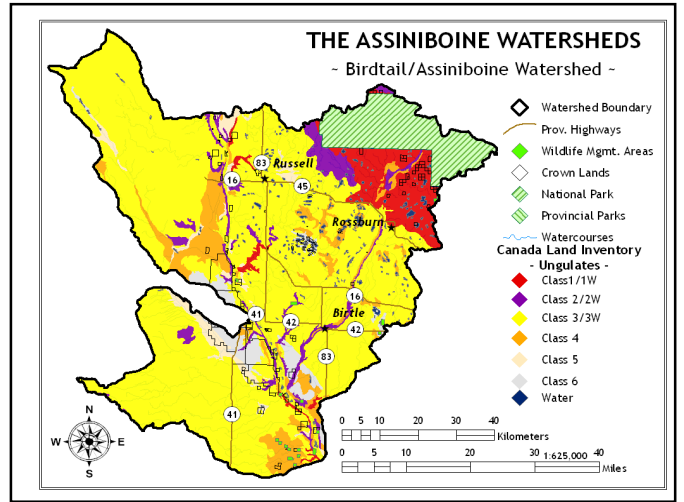 THE ASSINIBOINE WATERSHEDS
~ Birdtail/Assiniboine Watershed ~
Watershed Boundary
Prov. Highways
Wildlife Mgmt. Areas
Crown Lands
National Park
Provincial Parks
Watercourses
Canada Land Inventory
- Ungulates -
Class1/1W
Class 2/2W
Class 3/3W
Class 4
Class 5
Class 6
Water
83
Russell
16
45
Rossburn
16
41
42
Birtle
42
83
41
N
W
E
S
0 5 10 20 30 40
Kilometers
1:625,000
0 5 10 20 30 40
Miles